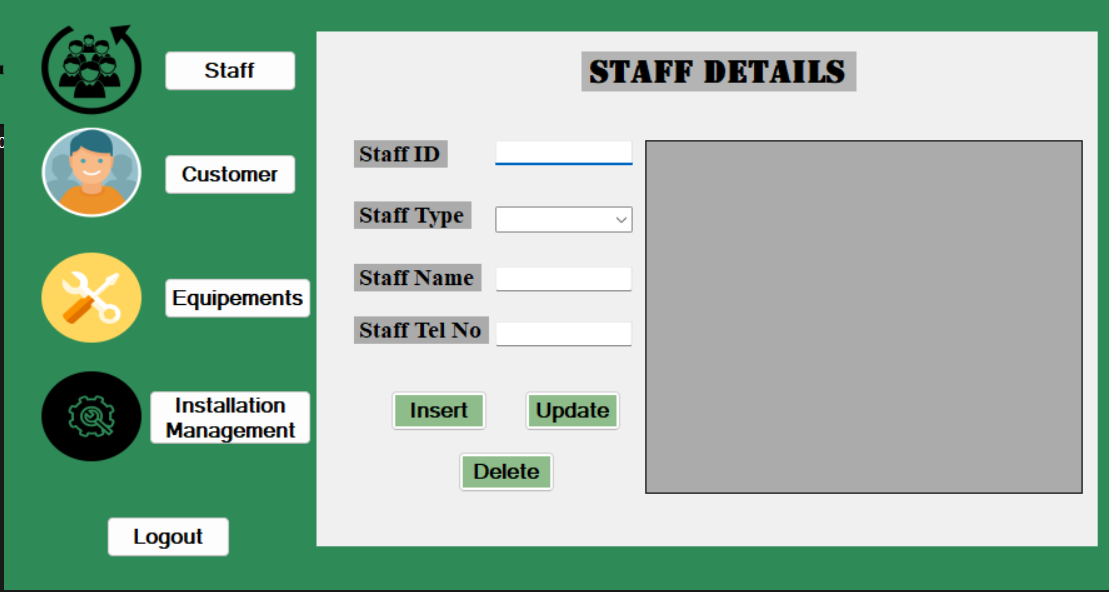 Staff
Customer
Equipements
Installation
Management
Logout
STAFF DETAILS
Staff ID
Staff Type
Staff Name
Staff Tel No
Insert
Update
Delete